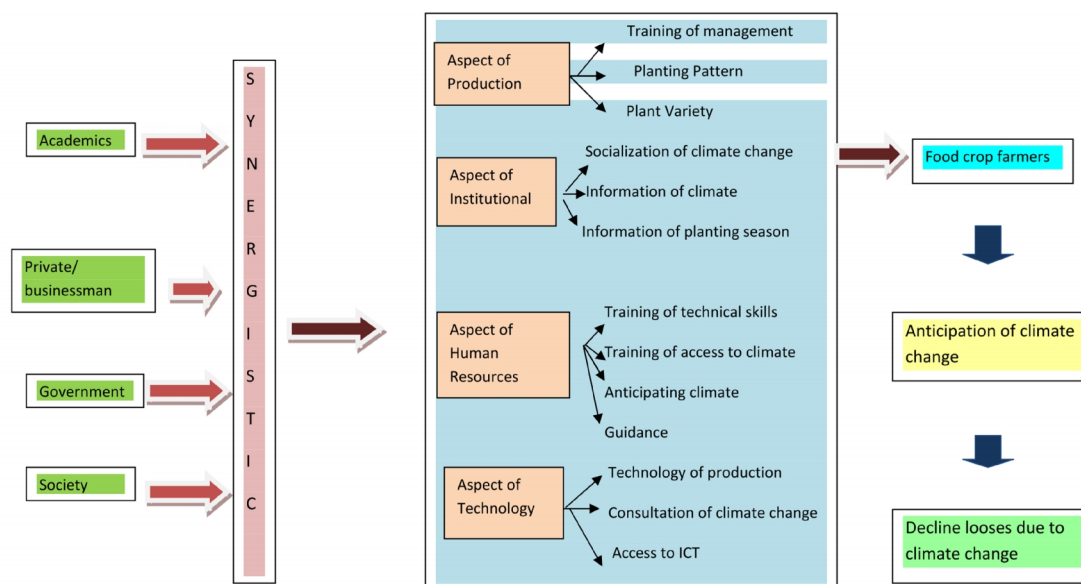 Academics
Private/
businessman
Government
Society
S
Y
N
E
R
G
I
S
T
I
C
Aspect of
Production
Training of management
Planting Pattern
Plant Variety
Aspect of
Institutional
Socialization of climate change
Information of climate
Information of planting season
Aspect of
Human
Resources
Training of technical skills
Training of access to climate
Anticipating climate
Guidance
Aspect of
Technology
Technology of production
Consultation of climate change
Access to ICT
Food crop farmers
Anticipation of climate
change
Decline looses due to
climate change